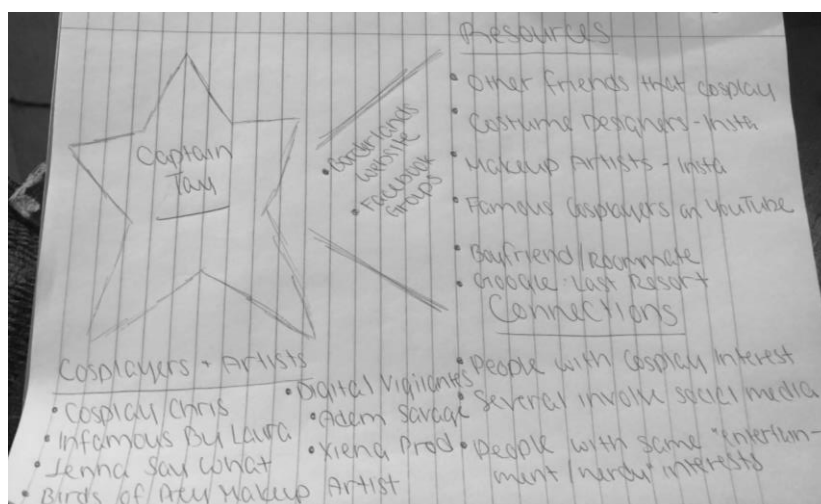 Captain
Tay
• Borderlands
Website
• Facebook
Groups
Resources
• Other friends that cosplay
• Costume Designers - Insta
• Makeup Artists - Insta
• Famous Cosplayers on YouTube
• Boyfriend/Roommate
• Google - Last Resort
Connections
• People with Cosplay Interest
• Several involve social media
• People with same "entertain-
ment/nerdy" interests
Cosplayers + Artists
• Cosplay Chris
• Infamous By Laura
• Jenna Say What
• Birds of Makeup Artist
• Digital Vigilantes
• Adam Savage
• Xiena Prod